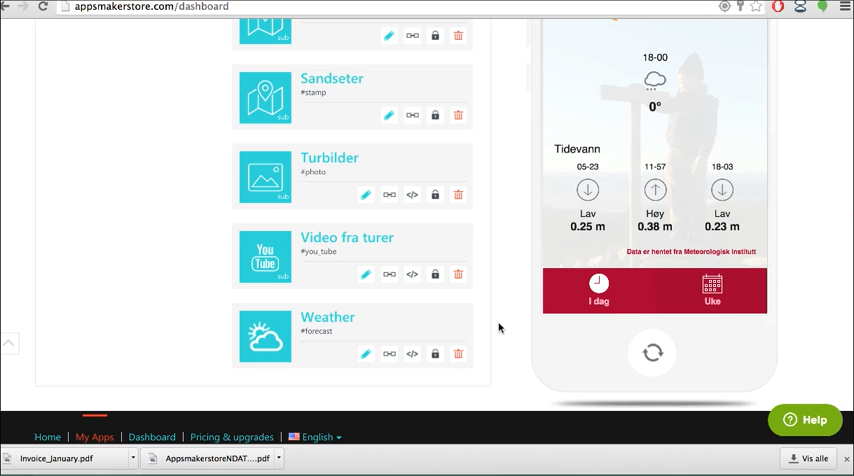 appsmakerstore.com/dashboard
sub
Sandseter
#stamp
sub
Turbilder
#photo
sub
Video fra turer
#you_tube
You
Tube
sub
Weather
#forecast
18-00
0°
Tidevann
05-23 11-57 18-03
Lav Høy Lav
0.25 m 0.38 m 0.23 m
Data er hentet fra Meteorologisk Institutt
I dag Uke
Help
Home | My Apps | Dashboard | Pricing & upgrades | English
Invoice_January.pdf AppsmakerstoreNDAT....pdf Vis alle